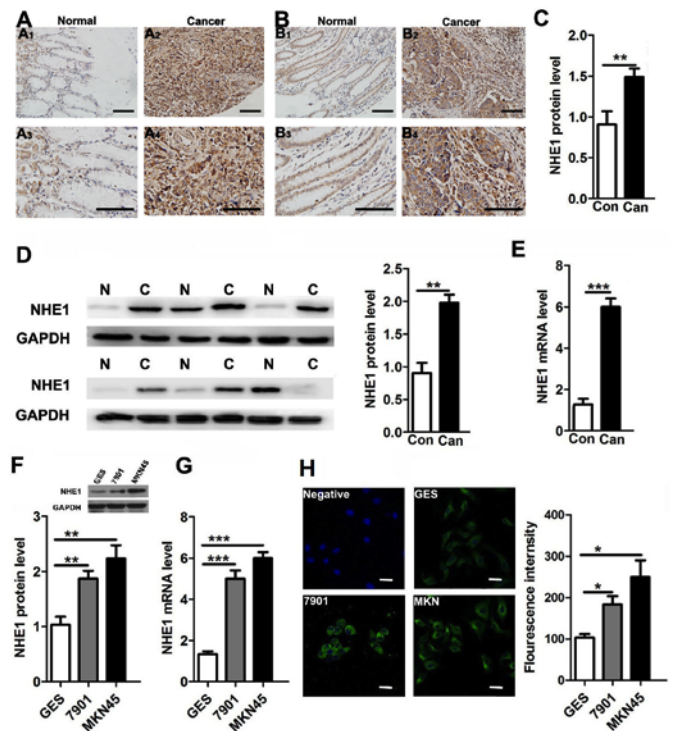 A
Normal
Cancer
A1
A2
A3
A4
B
Normal
Cancer
B1
B2
B3
B4
C
NHE1 protein level
2.0
1.5
1.0
0.5
0.0
**
Con Can
D
N C N C N C
NHE1
GAPDH
N C N C N C
NHE1
GAPDH
NHE1 protein level
2.5
2.0
1.5
1.0
0.5
0.0
**
Con Can
E
NHE1 mRNA level
8
6
4
2
0
***
Con Can
F
GES 7901 MKN45
NHE1
GAPDH
NHE1 protein level
3
2
1
0
**
**
GES 7901 MKN45
G
NHE1 mRNA level
8
6
4
2
0
***
***
GES 7901 MKN45
H
Negative
GES
7901
MKN
Flourescence internsity
400
300
200
100
0
*
*
GES 7901 MKN45